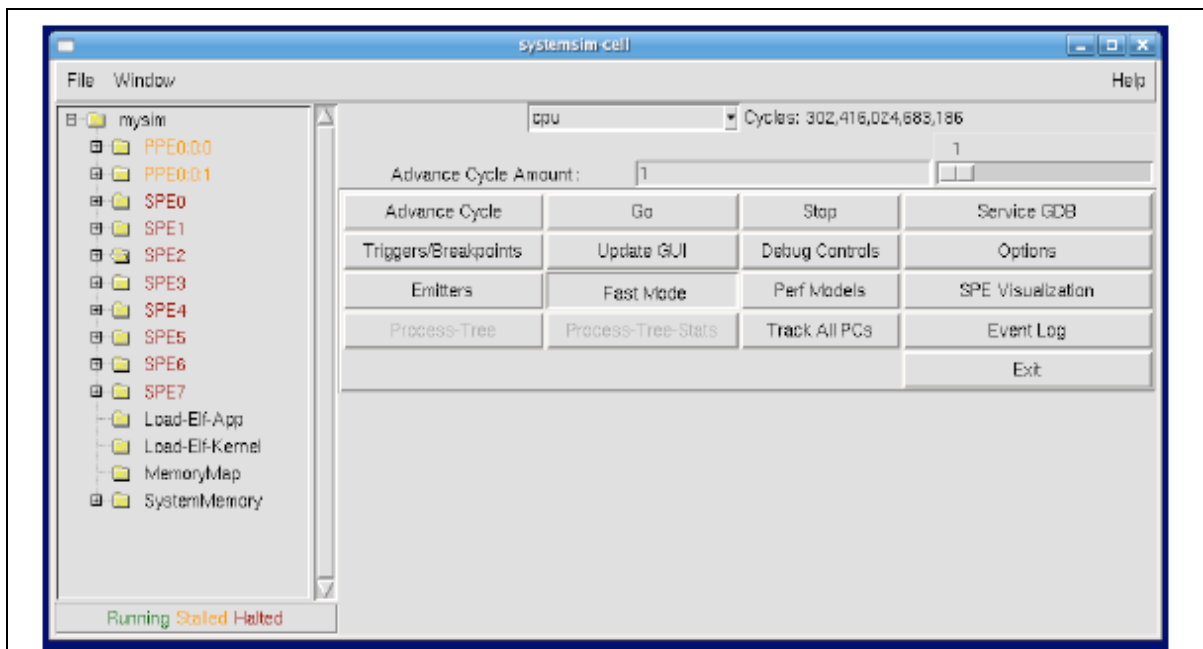 systemsim-cell
File Window Help
mysim
PPE0:0:0
PPE0:0:1
SPE0
SPE1
SPE2
SPE3
SPE4
SPE5
SPE6
SPE7
Load-Elf-App
Load-Elf-Kernel
MemoryMap
SystemMemory
Running Stalled Halted
cpu Cycles: 302,416,024,683,186
1
Advance Cycle Amount: 1
Advance Cycle Go Stop Service GDB
Triggers/Breakpoints Update GUI Debug Controls Options
Emitters Fast Mode Perf Models SPE Visualization
Process-Tree Process-Tree-Stats Track All PCs Event Log
Exit